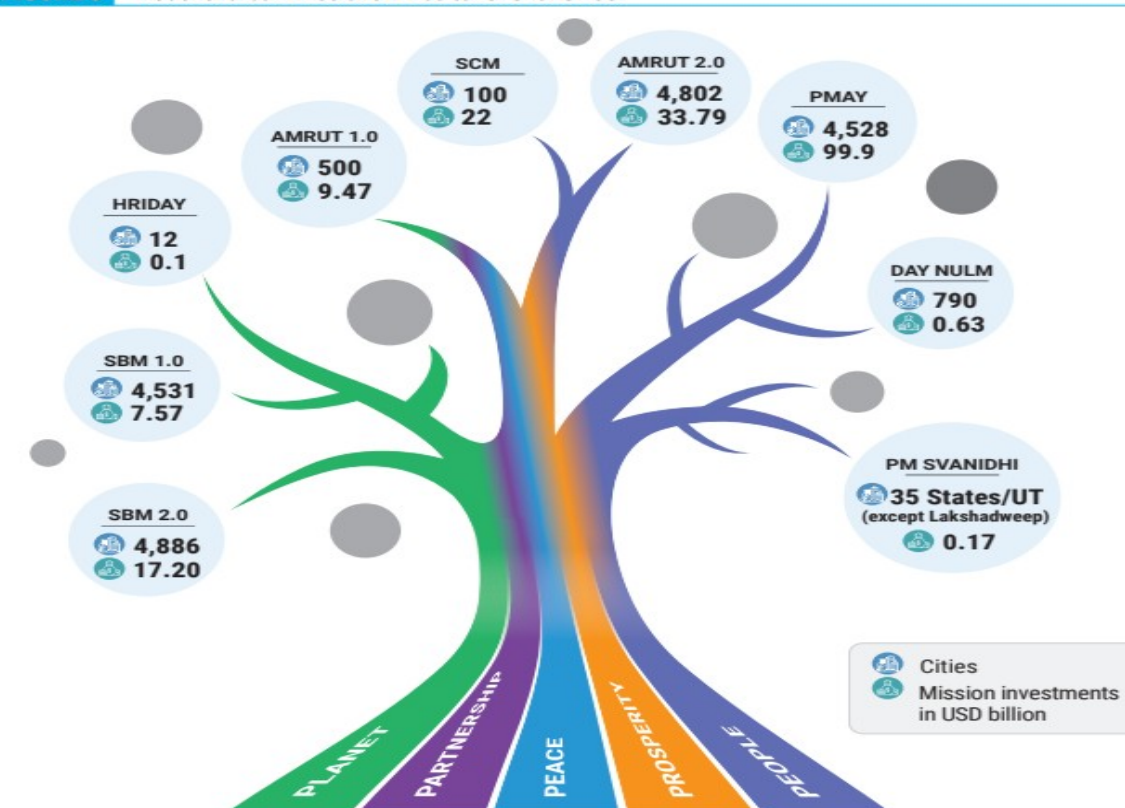 SCM
100
22
AMRUT 2.0
4,802
33.79
PMAY
4,528
99.9
AMRUT 1.0
500
9.47
HRIDAY
12
0.1
DAY NULM
790
0.63
SBM 1.0
4,531
7.57
PM SVANIDHI
35 States/UT
(except Lakshadweep)
0.17
SBM 2.0
4,886
17.20
Cities
Mission investments
in USD billion
PLANET
PARTNERSHIP
PEACE
PROSPERITY
PEOPLE